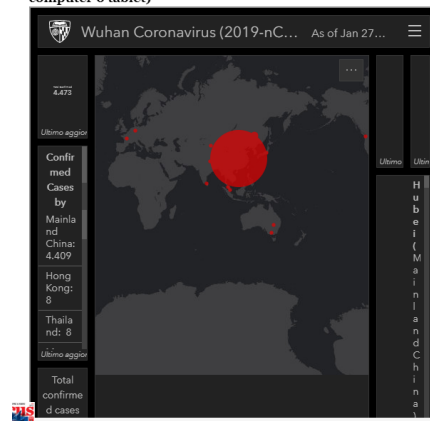 computer o tablet)
Wuhan Coronavirus (2019-nC... As of Jan 27...
4.473
Ultimo aggior
Confir
med
Cases
by
Mainla
nd
China:
4.409
Hong
Kong:
8
Thaila
nd: 8
Ultimo aggior
Total
confirme
d cases
...
Ultimo
Ultin
H
u
b
e
i
(
M
a
i
n
l
a
n
d
C
h
i
n
a
)